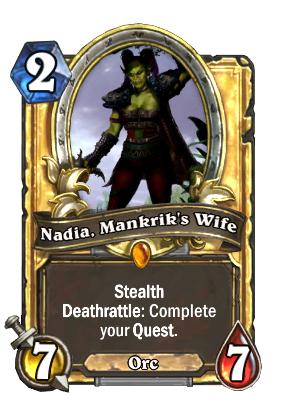 2
Nadia, Mankrik's Wife
Stealth
Deathrattle: Complete
your Quest.
7
Orc
7